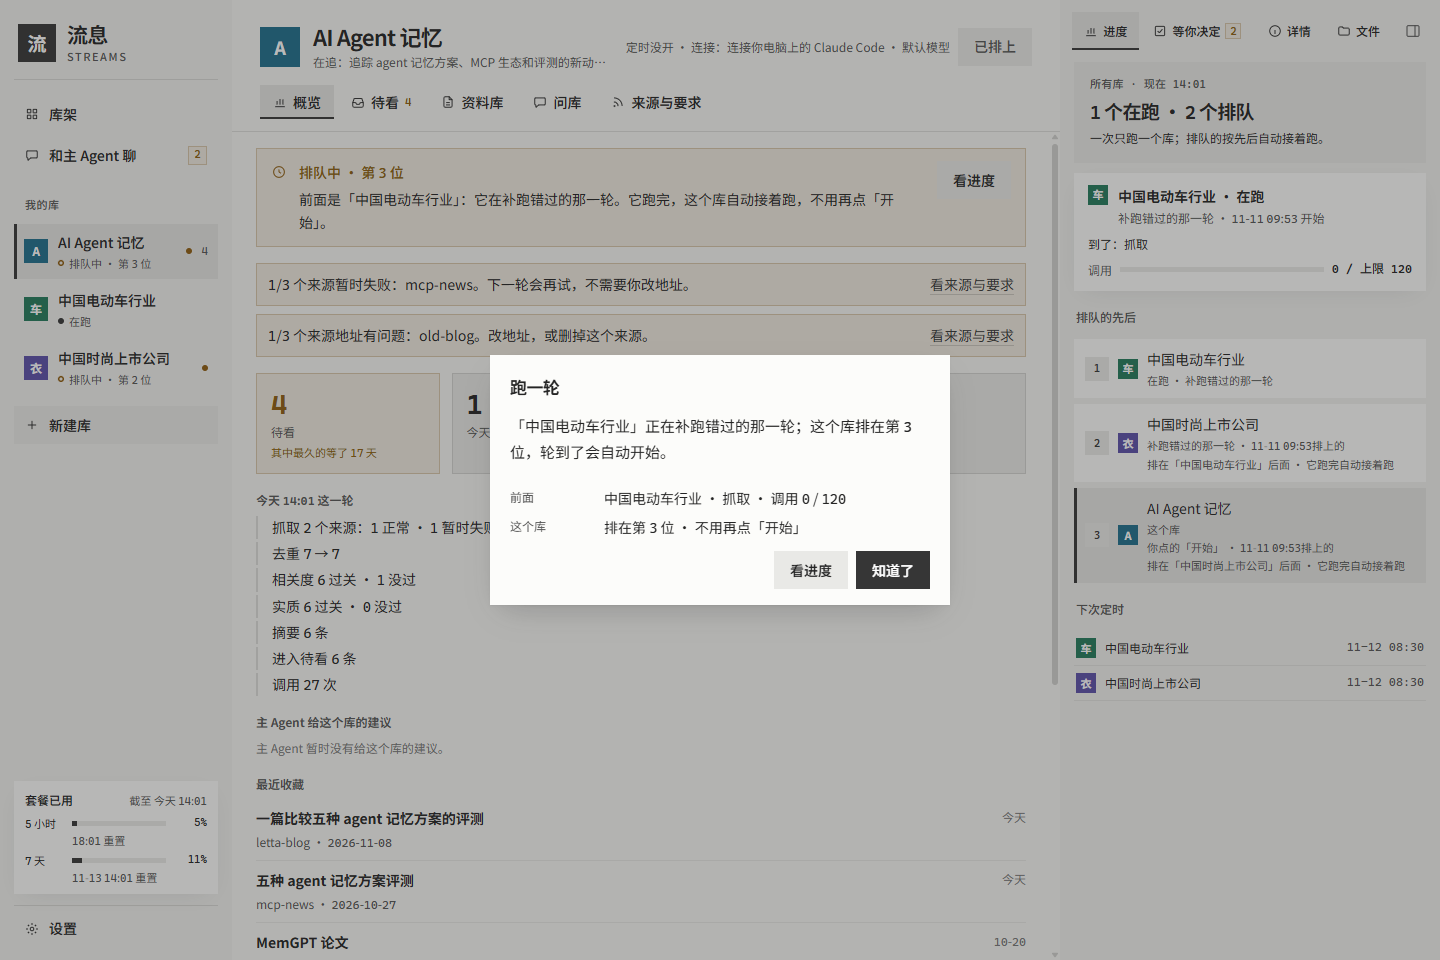 流
流息
STREAMS
库架
和主 Agent 聊
2
我的库
A
AI Agent 记忆
排队中 · 第 3 位
4
车
中国电动车行业
在跑
衣
中国时尚上市公司
排队中 · 第 2 位
新建库
套餐已用
截至 今天 14:01
5 小时
5%
18:01 重置
7 天
11%
11-13 14:01 重置
设置
A
AI Agent 记忆
在追：追踪 agent 记忆方案、MCP 生态和评测的新动…
定时没开 · 连接：连接你电脑上的 Claude Code · 默认模型
已排上
概览
待看 4
资料库
问库
来源与要求
排队中 · 第 3 位
前面是「中国电动车行业」：它在补跑错过的那一轮。它跑完，这个库自动接着跑，不用再点「开
始」。
看进度
1/3 个来源暂时失败：mcp-news。下一轮会再试，不需要你改地址。
看来源与要求
1/3 个来源地址有问题：old-blog。改地址，或删掉这个来源。
看来源与要求
4
待看
其中最久的等了 17 天
1
今天
跑一轮
「中国电动车行业」正在补跑错过的那一轮；这个库排在第 3
位，轮到了会自动开始。
前面
中国电动车行业 · 抓取 · 调用 0 / 120
这个库
排在第 3 位 · 不用再点「开始」
看进度
知道了
今天 14:01 这一轮
抓取 2 个来源：1 正常 · 1 暂时失败
去重 7 → 7
相关度 6 过关 · 1 没过
实质 6 过关 · 0 没过
摘要 6 条
进入待看 6 条
调用 27 次
主 Agent 给这个库的建议
主 Agent 暂时没有给这个库的建议。
最近收藏
一篇比较五种 agent 记忆方案的评测
今天
letta-blog · 2026-11-08
五种 agent 记忆方案评测
今天
mcp-news · 2026-10-27
MemGPT 论文
10-20
进度
等你决定 2
详情
文件
所有库 · 现在 14:01
1 个在跑 · 2 个排队
一次只跑一个库；排队的按先后自动接着跑。
车
中国电动车行业 · 在跑
补跑错过的那一轮 · 11-11 09:53 开始
到了：抓取
调用
0 / 上限 120
排队的先后
1
车
中国电动车行业
在跑 · 补跑错过的那一轮
2
衣
中国时尚上市公司
补跑错过的那一轮 · 11-11 09:53排上的
排在「中国电动车行业」后面 · 它跑完自动接着跑
3
A
AI Agent 记忆
这个库
你点的「开始」 · 11-11 09:53排上的
排在「中国时尚上市公司」后面 · 它跑完自动接着跑
下次定时
车
中国电动车行业
11-12 08:30
衣
中国时尚上市公司
11-12 08:30